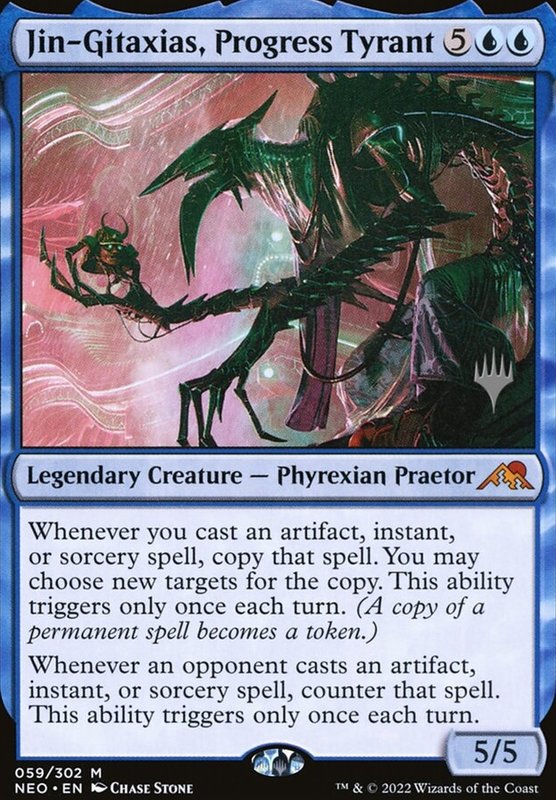 Jin-Gitaxias, Progress Tyrant 5
Legendary Creature — Phyrexian Praetor
Whenever you cast an artifact, instant,
or sorcery spell, copy that spell. You may
choose new targets for the copy. This ability
triggers only once each turn. (A copy of a
permanent spell becomes a token.)
Whenever an opponent casts an artifact,
instant, or sorcery spell, counter that spell.
This ability triggers only once each turn.
5/5
059/302 M
NEO • EN Chase Stone
™ & © 2022 Wizards of the Coast